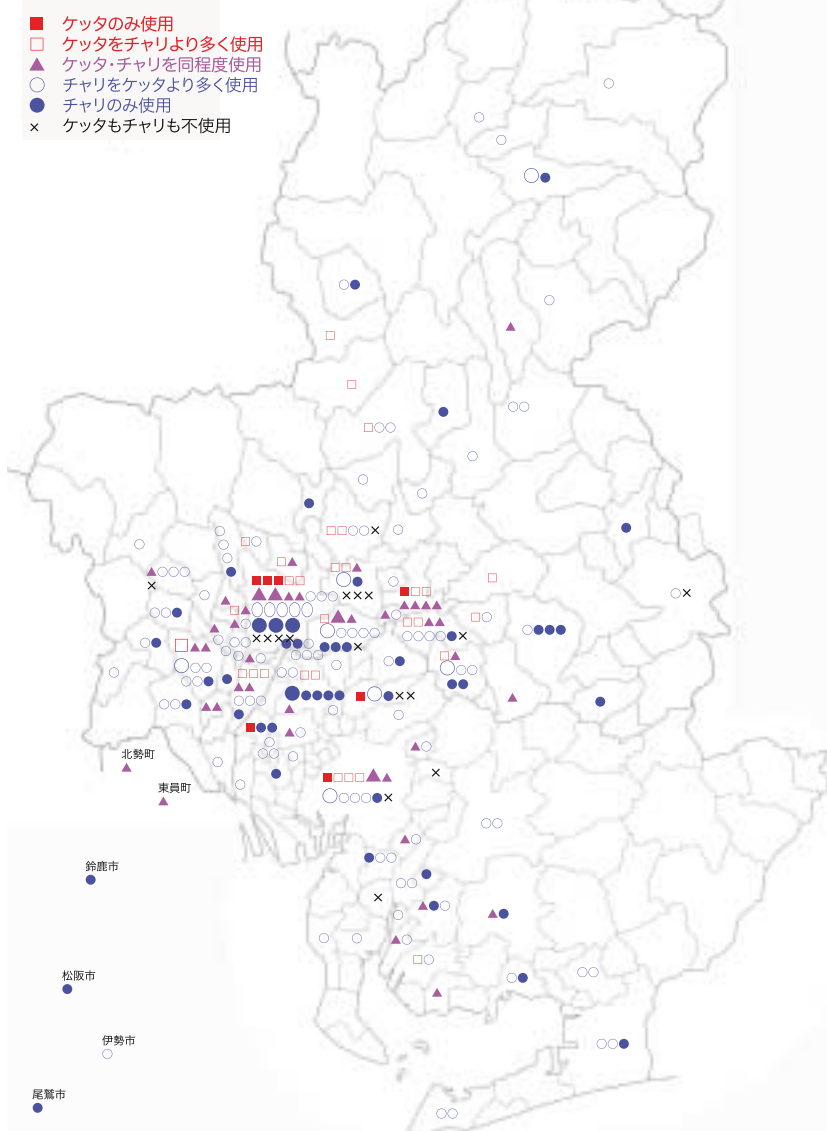 ケッタのみ使用
ケッタをチャリより多く使用
ケッタ・チャリを同程度使用
チャリをケッタより多く使用
チャリのみ使用
ケッタもチャリも不使用
北勢町
東員町
鈴鹿市
松阪市
伊勢市
尾鷲市